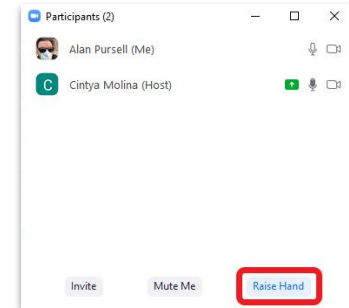 Participants (2)
Alan Pursell (Me)
C Cintya Molina (Host)
Invite Mute Me Raise Hand